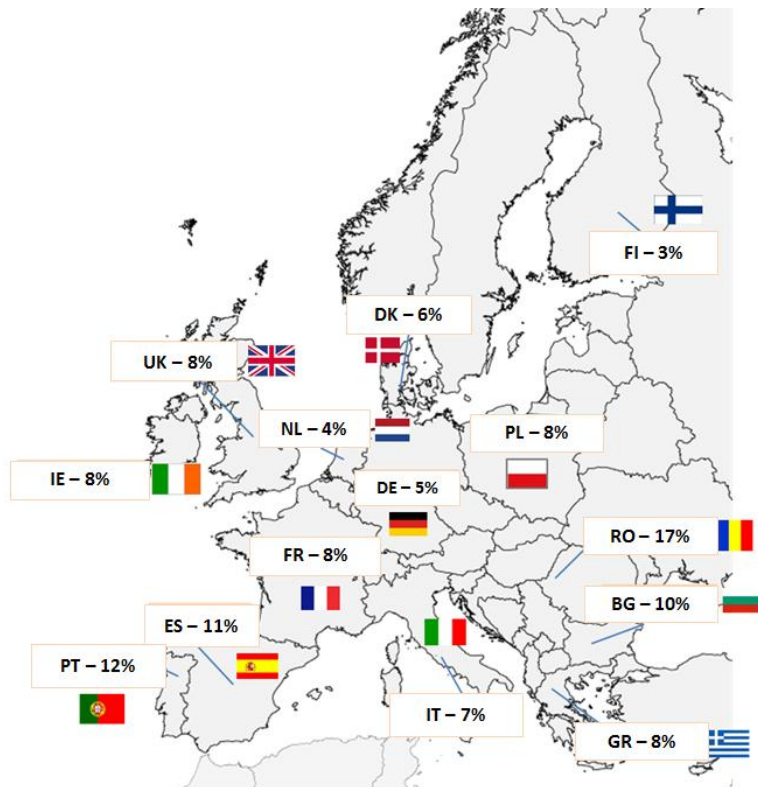 FI – 3%
DK – 6%
UK – 8%
NL – 4%
PL – 8%
IE – 8%
DE – 5%
RO – 17%
FR – 8%
BG – 10%
ES – 11%
PT – 12%
IT – 7%
GR – 8%